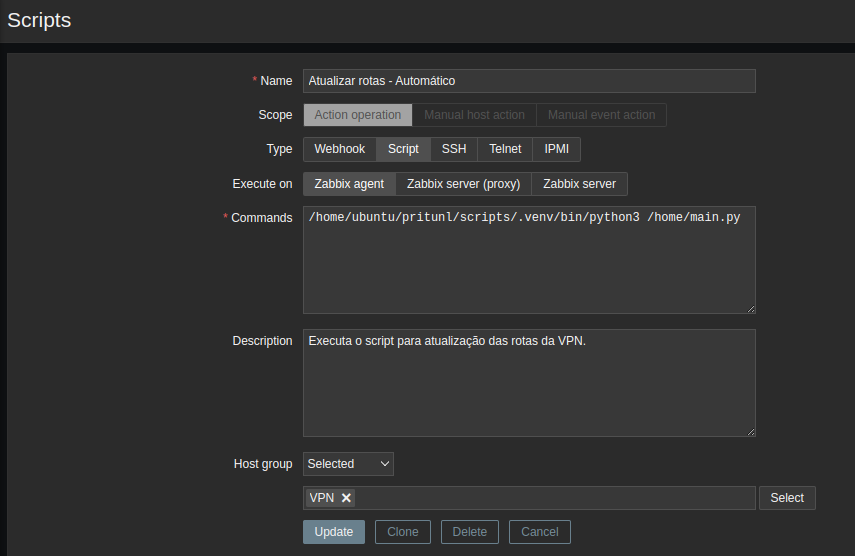 Scripts
* Name Atualizar rotas - Automático
Scope Action operation Manual host action Manual event action
Type Webhook Script SSH Telnet IPMI
Execute on Zabbix agent Zabbix server (proxy) Zabbix server
* Commands /home/ubuntu/pritunl/scripts/.venv/bin/python3 /home/main.py
Description Executa o script para atualização das rotas da VPN.
Host group Selected
VPN Select
Update Clone Delete Cancel